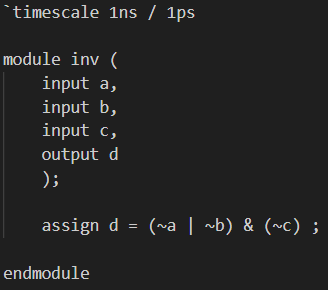 `timescale 1ns / 1ps
module inv (
input a,
input b,
input c,
output d
);
assign d = (~a | ~b) & (~c) ;
endmodule